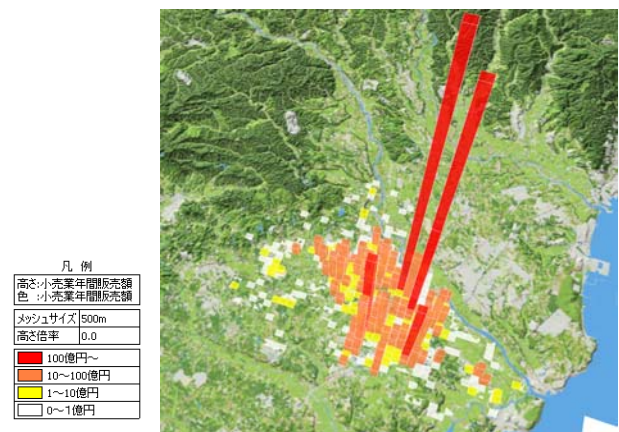 凡 例
高さ:小売業年間販売額
色 :小売業年間販売額
メッシュサイズ 500m
高さ倍率 0.0
100億円～
10～100億円
1～10億円
0～1億円